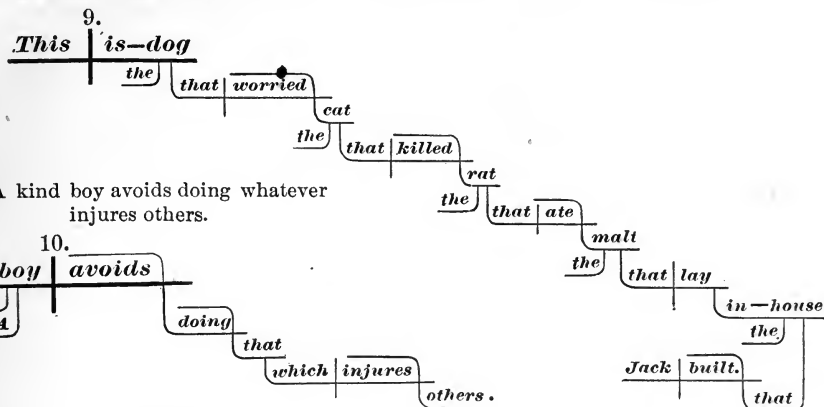 9.
This is—dog
the that worried
cat
the that killed
rat
the that ate
malt
the that lay
in—house
the
Jack built.
that
A kind boy avoids doing whatever
injures others.
10.
boy avoids
A
doing
that
which injures
others.